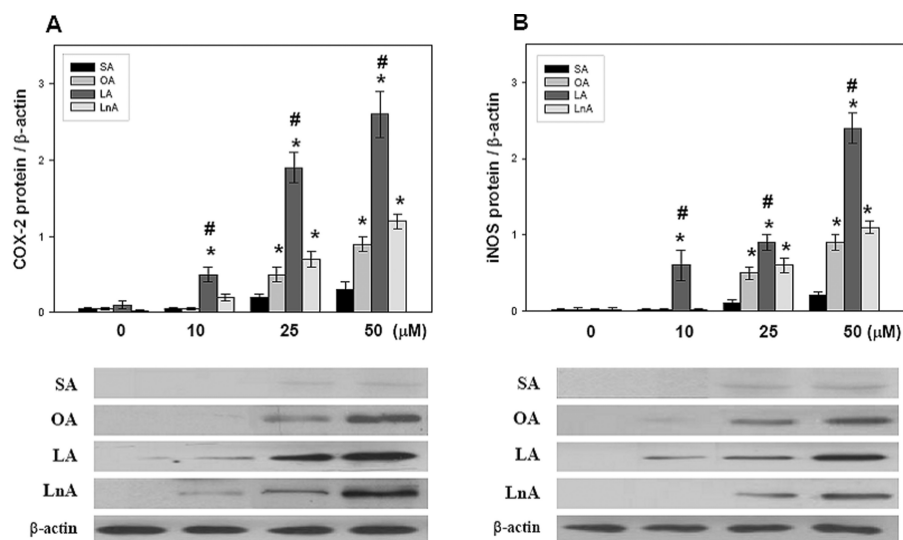 A
COX-2 protein / β-actin
3
2
1
0
SA
OA
LA
LnA
#
*
#
*
*
*
#
*
*
*
0 10 25 50 (μM)
SA
OA
LA
LnA
β-actin
B
iNOS protein / β-actin
3
2
1
0
SA
OA
LA
LnA
#
*
#
*
*
*
#
*
*
*
0 10 25 50 (μM)
SA
OA
LA
LnA
β-actin